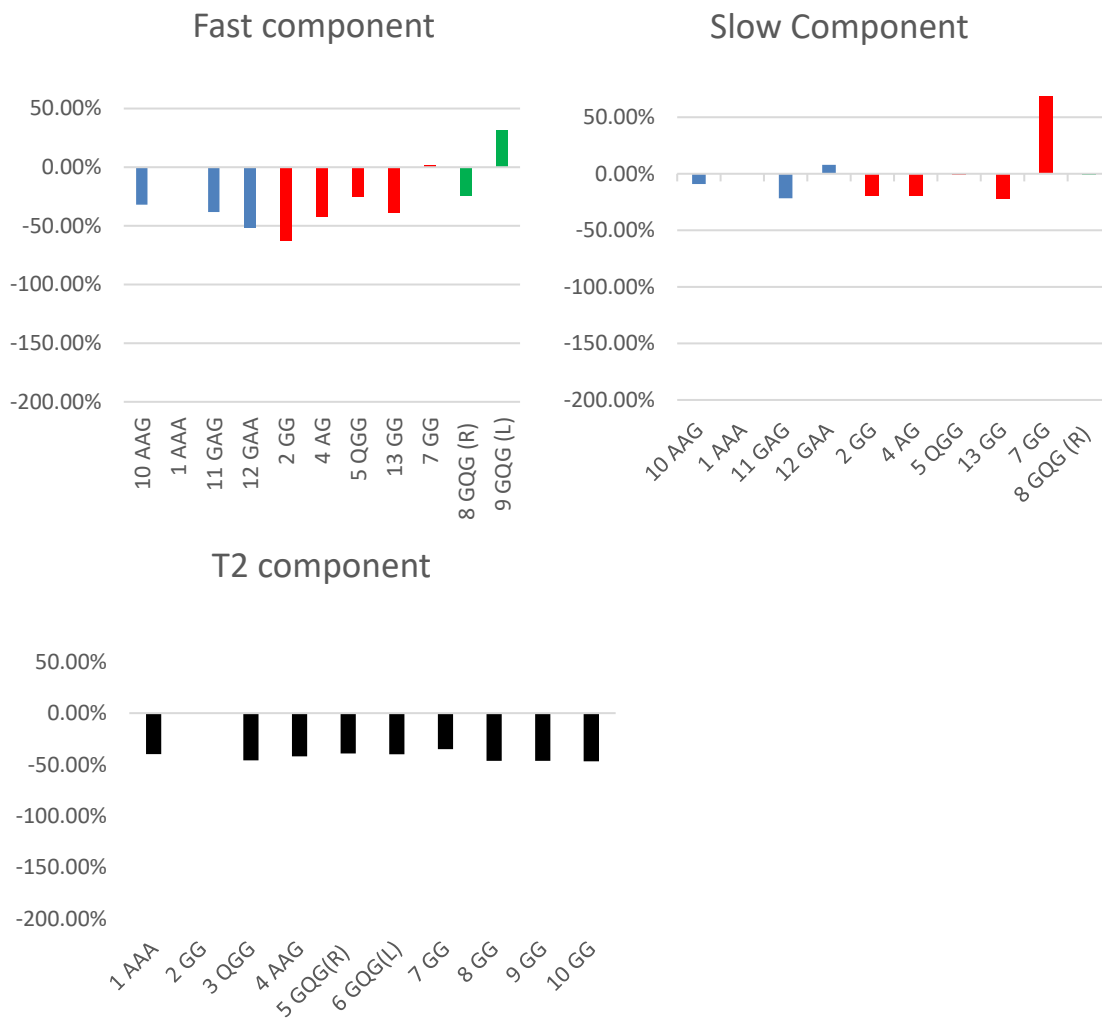 Fast component
50.00%
0.00%
-50.00%
-100.00%
-150.00%
-200.00%
10 AAG
1 AAA
11 GAG
12 GAA
2 GG
4 AG
5 QGG
13 GG
7 GG
8 GQG (R)
9 GQG (L)
Slow Component
50.00%
0.00%
-50.00%
-100.00%
-150.00%
-200.00%
10 AAG
1 AAA
11 GAG
12 GAA
2 GG
4 AG
5 QGG
13 GG
7 GG
8 GQG (R)
T2 component
50.00%
0.00%
-50.00%
-100.00%
-150.00%
-200.00%
1 AAA
2 GG
3 QGG
4 AAG
5 GQG(R)
6 GQG(L)
7 GG
8 GG
9 GG
10 GG